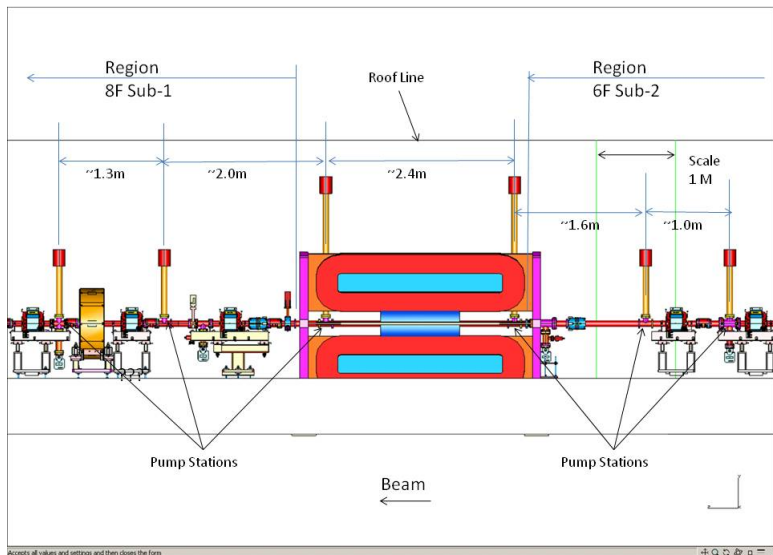 Region
8F Sub-1
Roof Line
Region
6F Sub-2
~1.3m
~2.0m
~2.4m
Scale
1 M
~1.6m
~1.0m
????
Pump Stations
Pump Stations
Beam
Accepts all values and settings and then closes the form